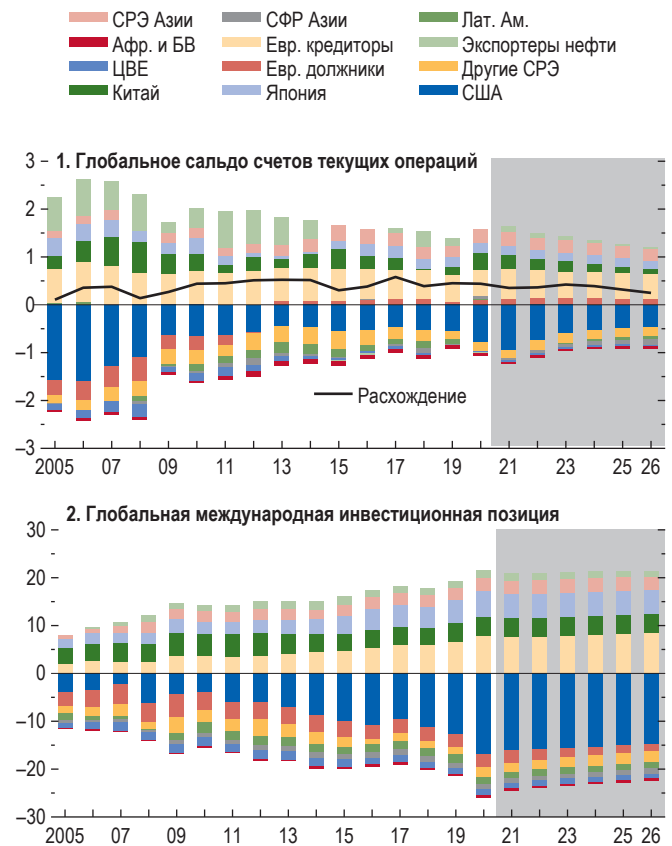 СРЭ Азии СФР Азии Лат. Ам.
Афр. и БВ Евр. кредиторы Экспортеры нефти
ЦВЕ Евр. должники Другие СРЭ
Китай Япония США
3 1. Глобальное сальдо счетов текущих операций
2
1
0
–1
–2 Расхождение
–3
2005 07 09 11 13 15 17 19 21 23 25 26
30 2. Глобальная международная инвестиционная позиция
20
10
0
–10
–20
–30
2005 07 09 11 13 15 17 19 21 23 25 26